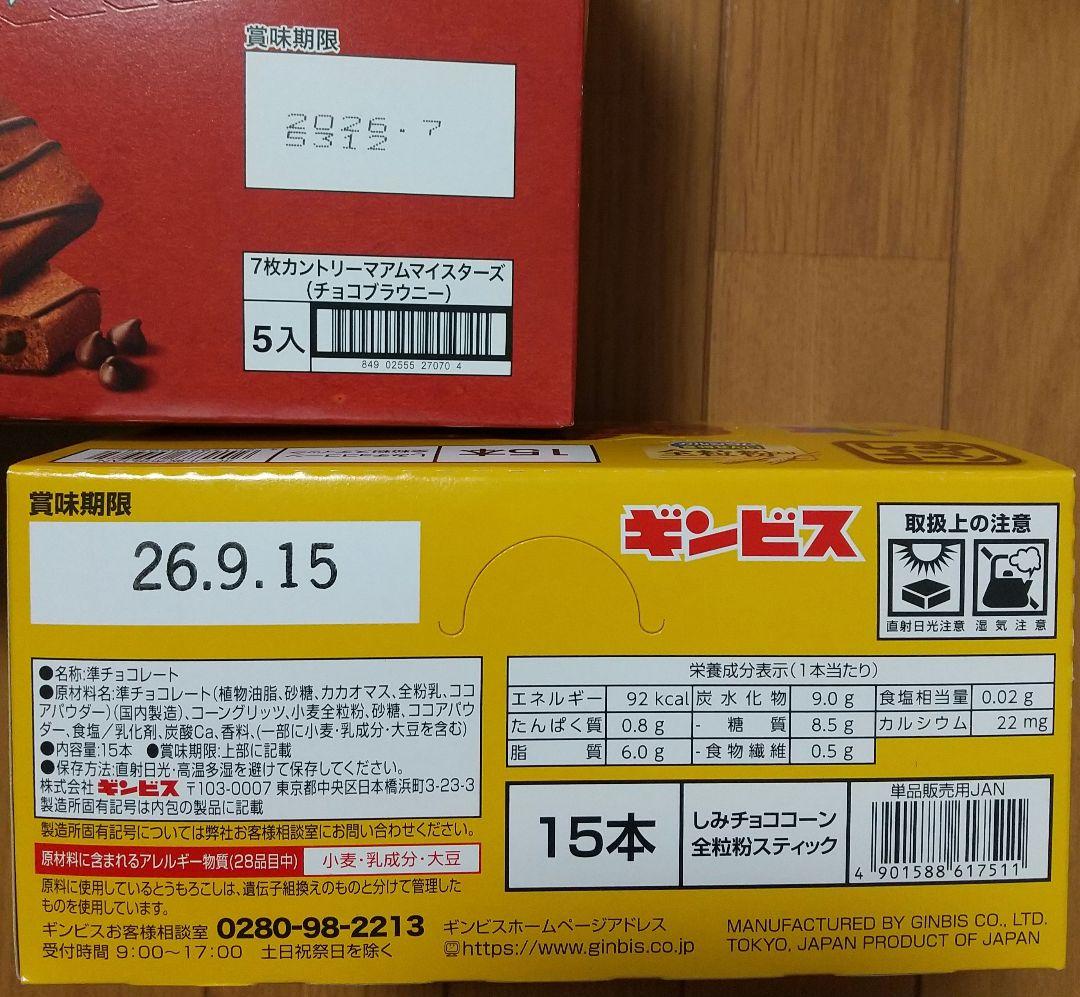 賞味期限
2026.7
5312
7枚カントリーマアムマイスターズ
(チョコブラウニー)
5入
849 02555 27070 4
15本
全粒粉
賞味期限
26.9.15
ギンビス
取扱上の注意
直射日光注意 湿気注意
●名称:準チョコレート
●原材料名:準チョコレート(植物油脂、砂糖、カカオマス、全粉乳、ココ
アパウダー)(国内製造)、コーングリッツ、小麦全粒粉、砂糖、ココアパウ
ダー、食塩/乳化剤、炭酸Ca、香料、(一部に小麦・乳成分・大豆を含む)
●内容量:15本 ●賞味期限:上部に記載
●保存方法:直射日光・高温多湿を避けて保存してください。
株式会社ギンビス 〒103-0007 東京都中央区日本橋浜町3-23-3
製造所固有記号は内包の製品に記載
製造所固有記号については弊社お客様相談室にお問い合わせください。
原材料に含まれるアレルギー物質(28品目中) 小麦・乳成分・大豆
原料に使用しているとうもろこしは、遺伝子組換えのものと分けて管理した
ものを使用しています。
ギンビスお客様相談室 0280-98-2213
受付時間 9:00〜17:00 土日祝祭日を除く
栄養成分表示(1本当たり)
エネルギー 92 kcal 炭水化物 9.0 g 食塩相当量 0.02 g
たんぱく質 0.8 g - 糖質 8.5 g カルシウム 22 mg
脂質 6.0 g -食物繊維 0.5 g
15本
しみチョココーン
全粒粉スティック
単品販売用JAN
4 901588 617511
ギンビスホームページアドレス
https://www.ginbis.co.jp
MANUFACTURED BY GINBIS CO., LTD.
TOKYO, JAPAN PRODUCT OF JAPAN